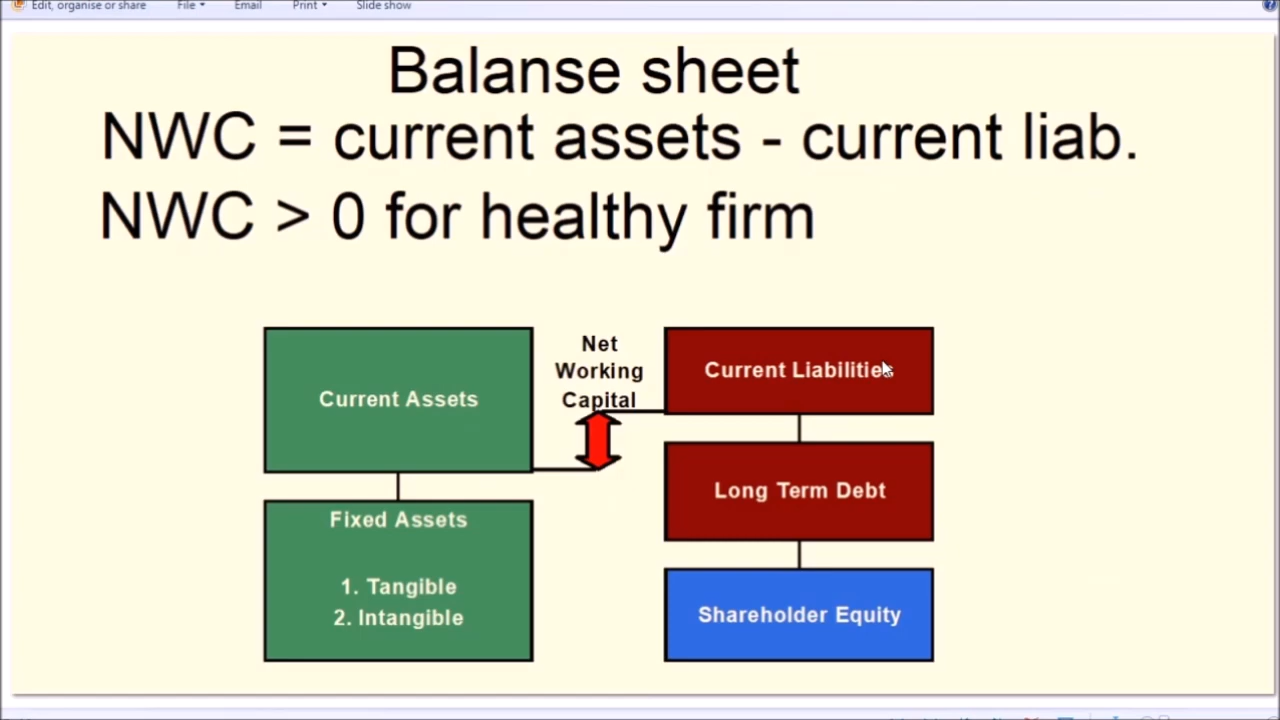 Edit, organise or share File Email Print Slide show
Balanse sheet
NWC = current assets - current liab.
NWC > 0 for healthy firm
Current Assets
Fixed Assets
1. Tangible
2. Intangible
Net
Working
Capital
Current Liabilities
Long Term Debt
Shareholder Equity